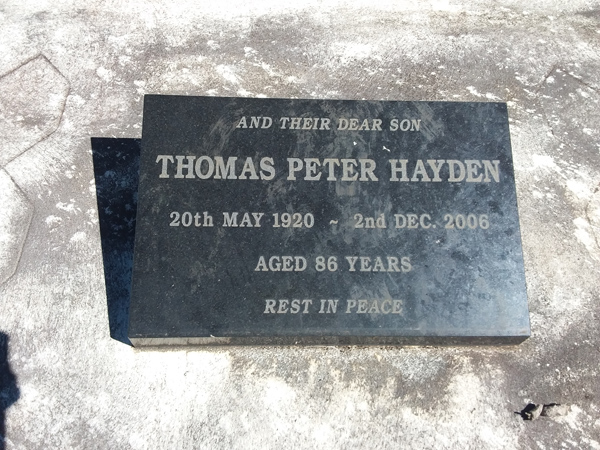 AND THEIR DEAR SON
THOMAS PETER HAYDEN
20th MAY 1920 ~ 2nd DEC. 2006
AGED 86 YEARS
REST IN PEACE